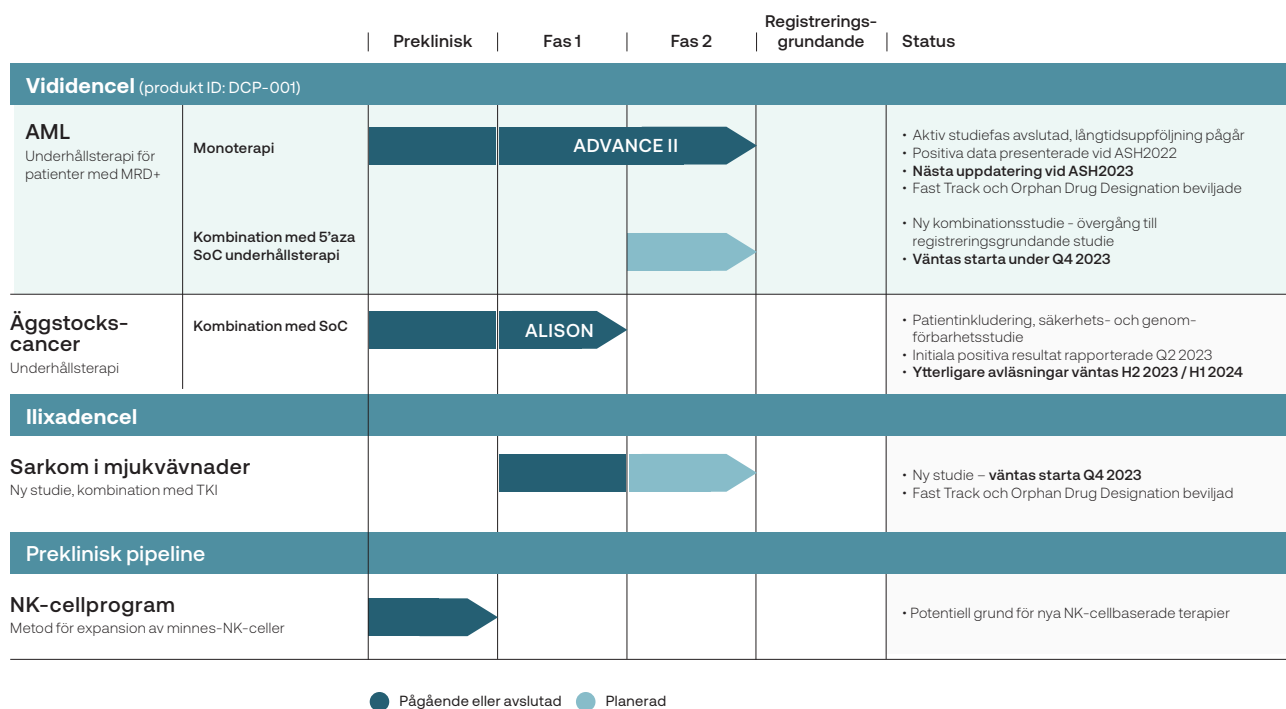 Preklinisk
Fas 1
Fas 2
Registrerings-
grundande
Status
Vididencel (produkt ID: DCP-001)
AML
Underhållsterapi för
patienter med MRD+
Monoterapi
ADVANCE II
• Aktiv studiefas avslutad, långtidsuppföljning pågår
• Positiva data presenterade vid ASH2022
• Nästa uppdatering vid ASH2023
• Fast Track och Orphan Drug Designation beviljade
Kombination med 5'aza
SoC underhållsterapi
• Ny kombinationsstudie - övergång till
registreringsgrundande studie
• Väntas starta under Q4 2023
Äggstocks-
cancer
Underhållsterapi
Kombination med SoC
ALISON
• Patientinkludering, säkerhets- och genom-
förbarhetsstudie
• Initiala positiva resultat rapporterade Q2 2023
• Ytterligare avläsningar väntas H2 2023 / H1 2024
Ilixadencel
Sarkom i mjukvävnader
Ny studie, kombination med TKI
• Ny studie – väntas starta Q4 2023
• Fast Track och Orphan Drug Designation beviljad
Preklinisk pipeline
NK-cellprogram
Metod för expansion av minnes-NK-celler
• Potentiell grund för nya NK-cellbaserade terapier
Pågående eller avslutad
Planerad